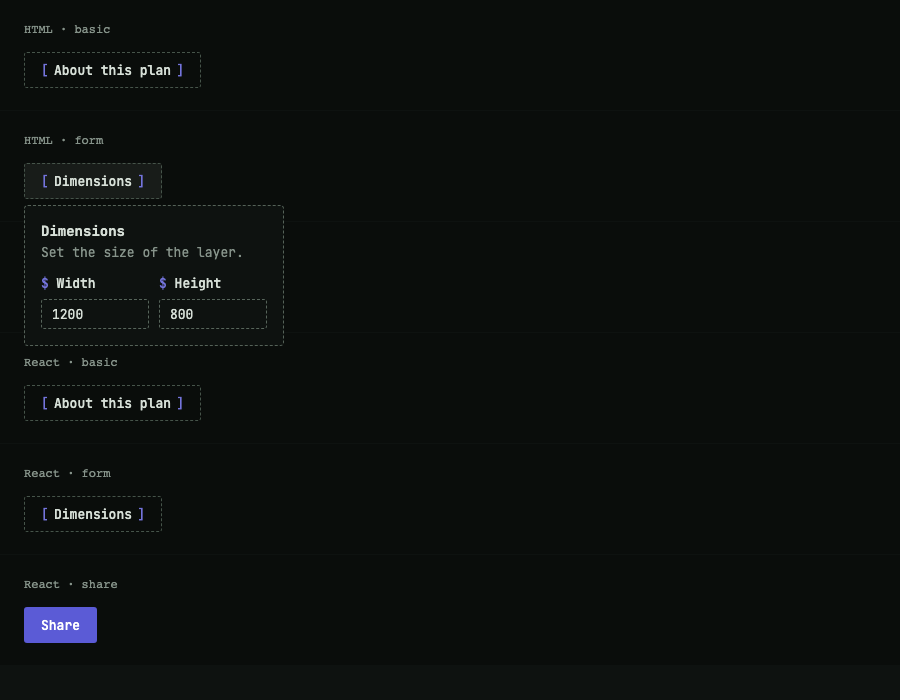 HTML · basic
[ About this plan ]
HTML · form
[ Dimensions ]
Dimensions
Set the size of the layer.
$ Width $ Height
1200 800
React · basic
[ About this plan ]
React · form
[ Dimensions ]
React · share
Share